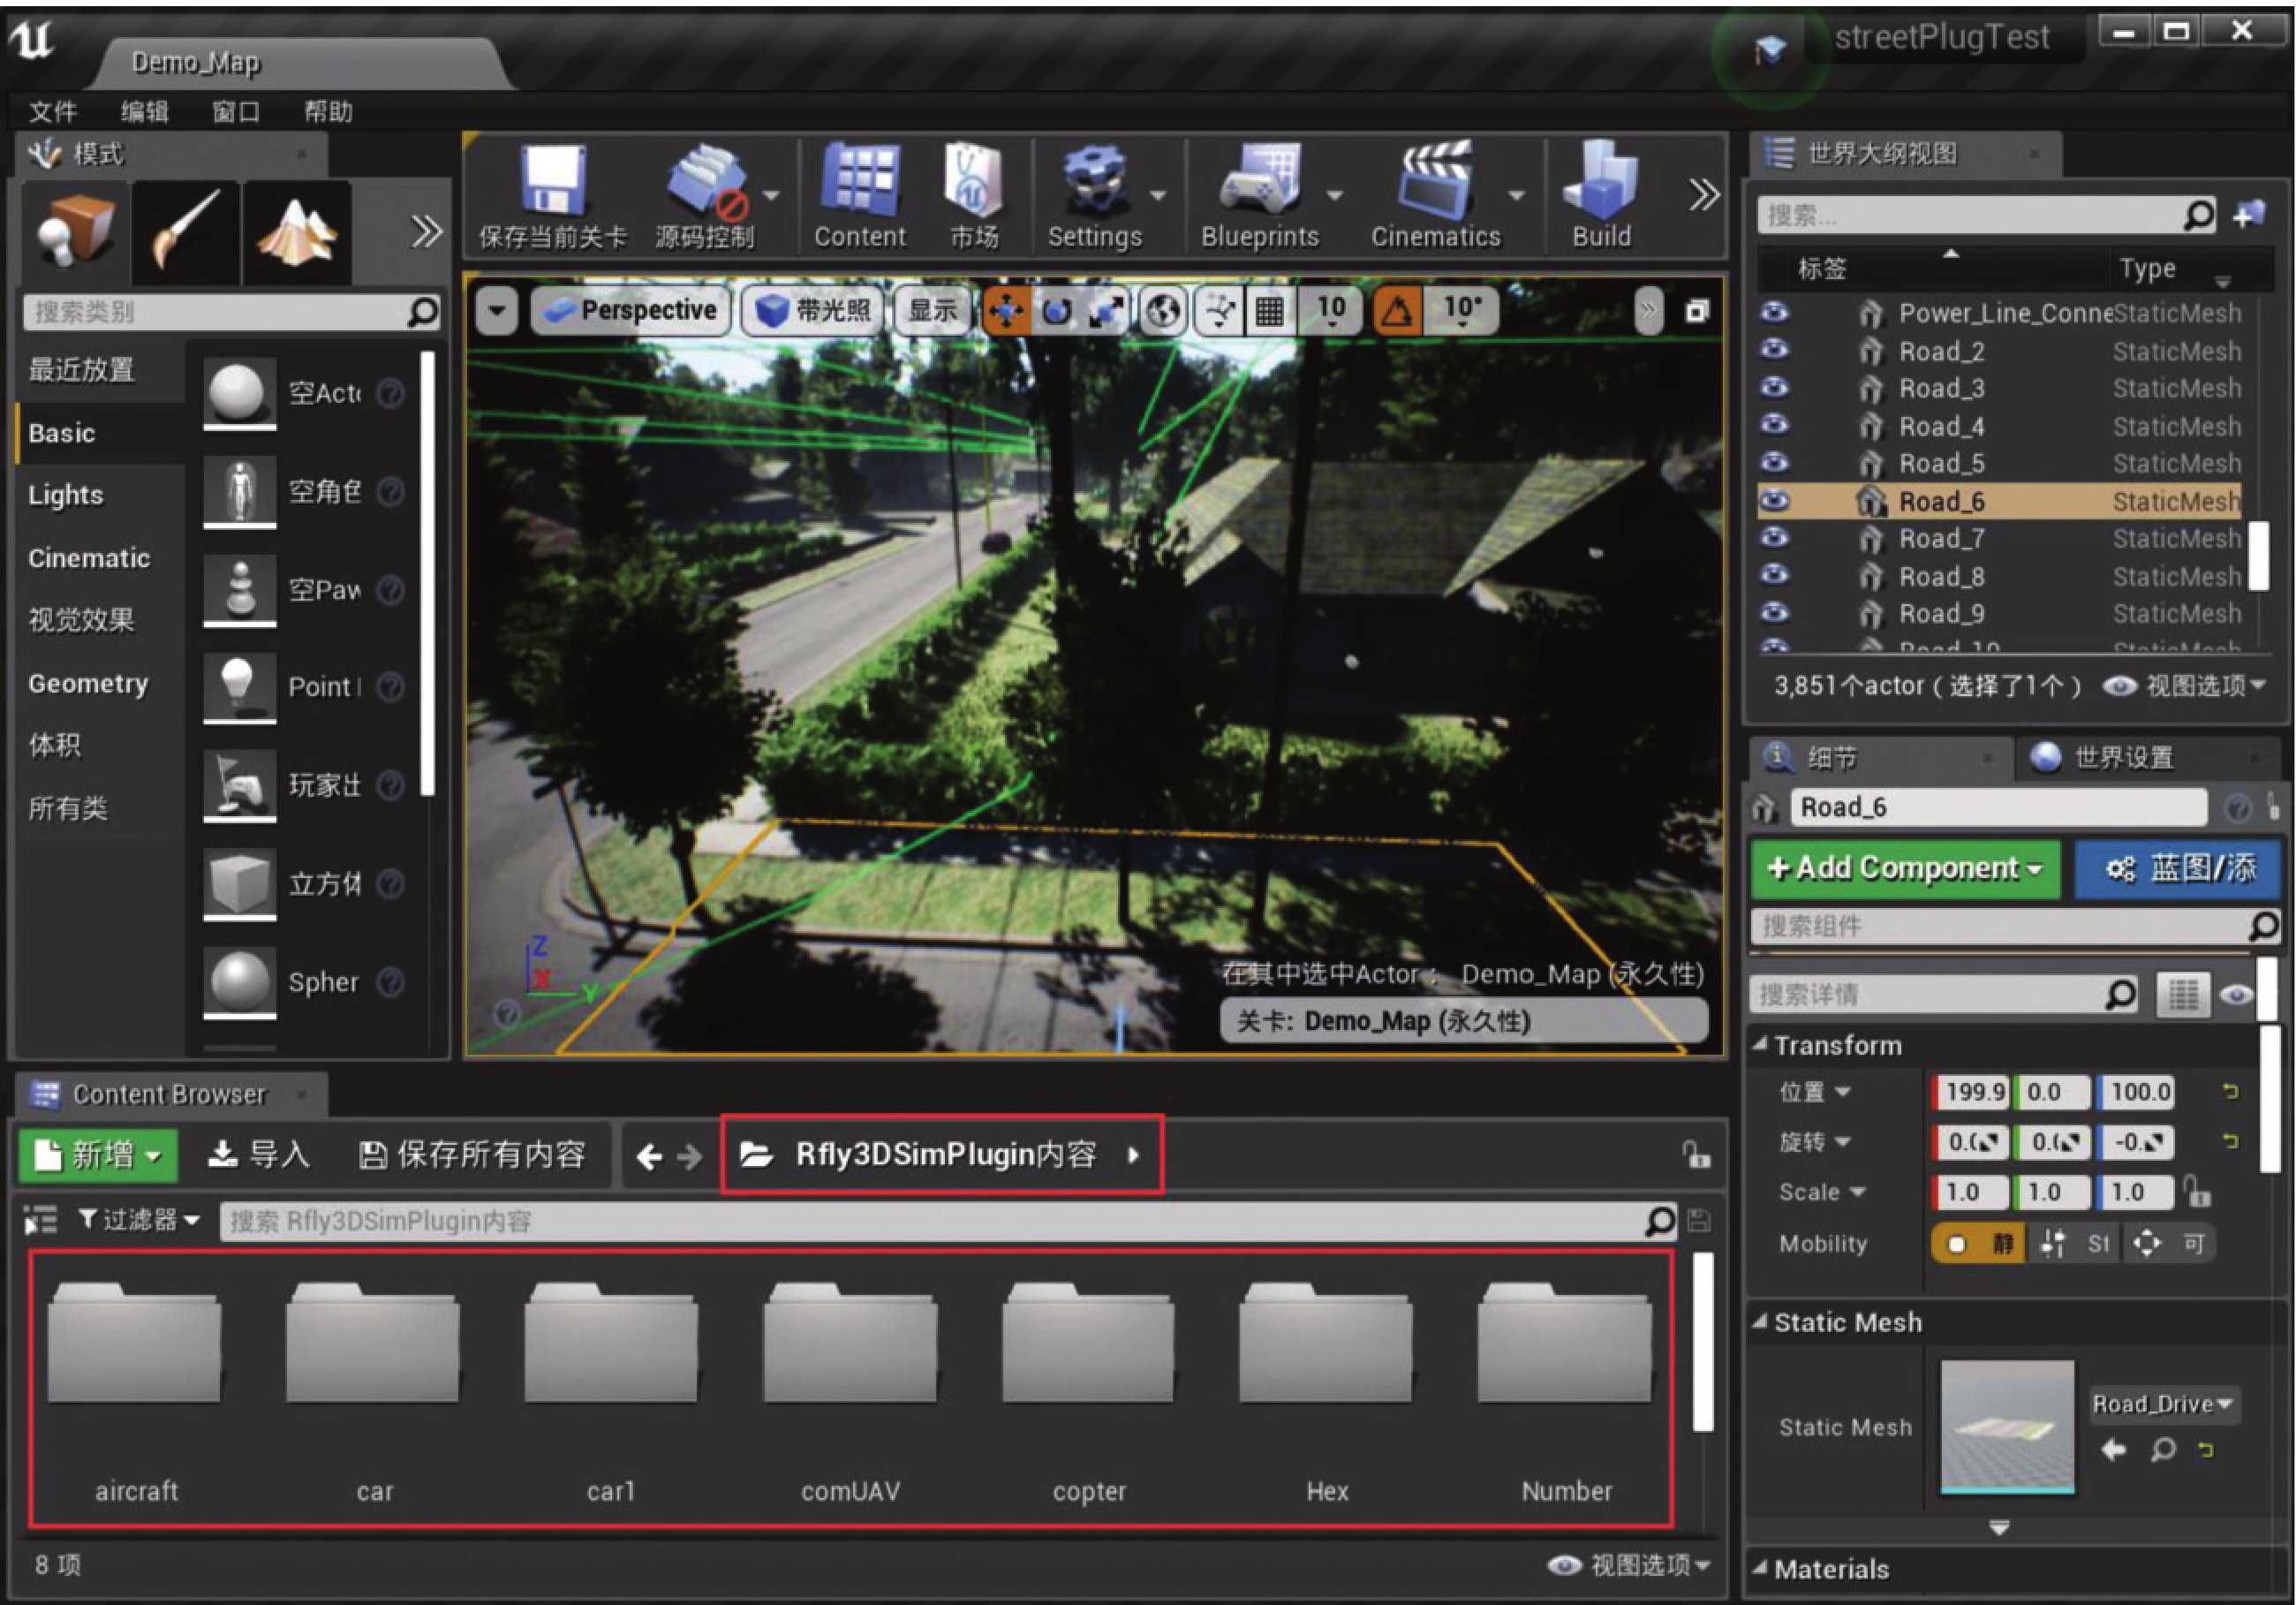 Demo_Map
streetPlugTest
文件 编辑 窗口 帮助
模式
搜索类别
最近放置
Basic
Lights
Cinematic
视觉效果
Geometry
体积
所有类
空Act
空角色
空Paw
Point
玩家出
立方体
Spher
保存当前关卡 源码控制 Content 市场 Settings Blueprints Cinematics Build
Perspective 带光照 显示 10 10°
在其中选中Actor： Demo_Map (永久性)
关卡: Demo_Map (永久性)
Z
X
Y
世界大纲视图
搜索...
标签 Type
Power_Line_Conne StaticMesh
Road_2 StaticMesh
Road_3 StaticMesh
Road_4 StaticMesh
Road_5 StaticMesh
Road_6 StaticMesh
Road_7 StaticMesh
Road_8 StaticMesh
Road_9 StaticMesh
Road_10 StaticMesh
3,851个actor（选择了1个） 视图选项
细节 世界设置
Road_6
+Add Component 蓝图/添
搜索组件
搜索详情
Transform
位置 199.9 0.0 100.0
旋转 0.( 0.( -0.
Scale 1.0 1.0 1.0
Mobility 静 St 可
Static Mesh
Static Mesh Road_Drive
Materials
Content Browser
新增 导入 保存所有内容 Rfly3DSimPlugin内容
过滤器 搜索 Rfly3DSimPlugin内容
aircraft car car1 comUAV copter Hex Number
8 项 视图选项